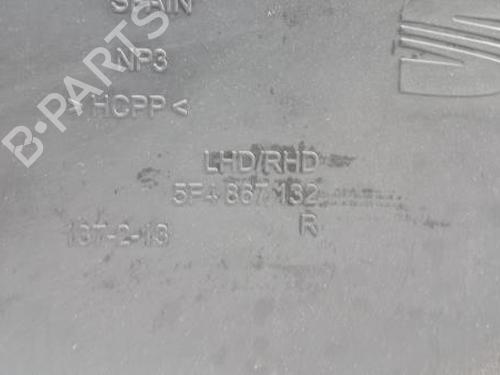 SPAIN
NP3
> HCPP <
LHD/RHD
5F4 867 132
R
137-2-13
B-PARTS